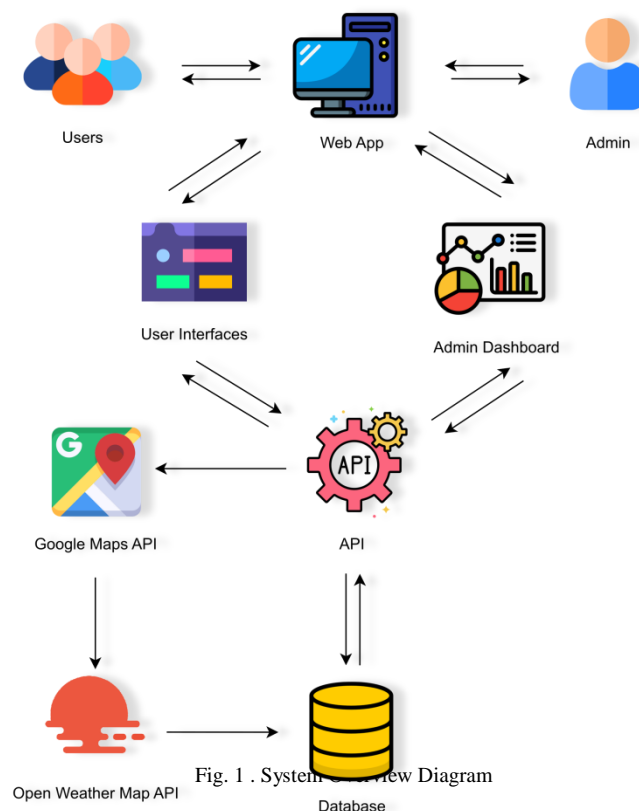 Users
Web App
Admin
User Interfaces
Admin Dashboard
G
API
Google Maps API
API
Fig. 1 . System Overview Diagram
Open Weather Map API
Database